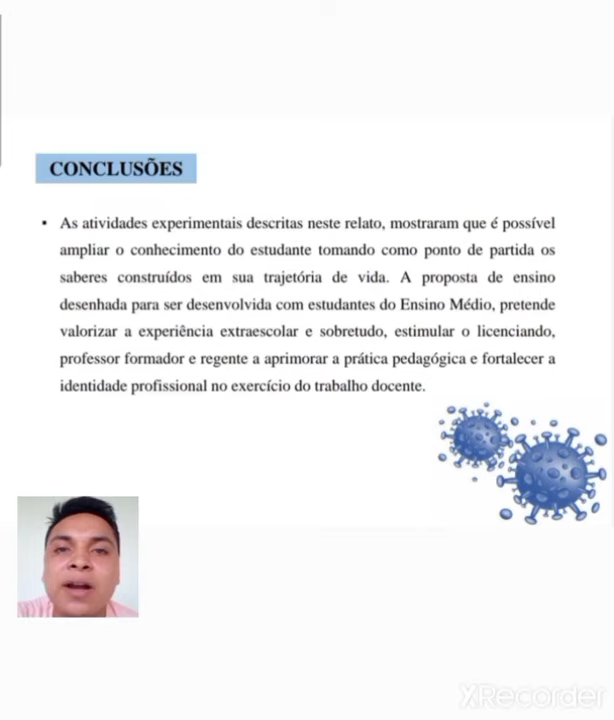 CONCLUSÕES
• As atividades experimentais descritas neste relato, mostraram que é possível
ampliar o conhecimento do estudante tomando como ponto de partida os
saberes construídos em sua trajetória de vida. A proposta de ensino
desenhada para ser desenvolvida com estudantes do Ensino Médio, pretende
valorizar a experiência extraescolar e sobretudo, estimular o licenciando,
professor formador e regente a aprimorar a prática pedagógica e fortalecer a
identidade profissional no exercício do trabalho docente.
XRecorder